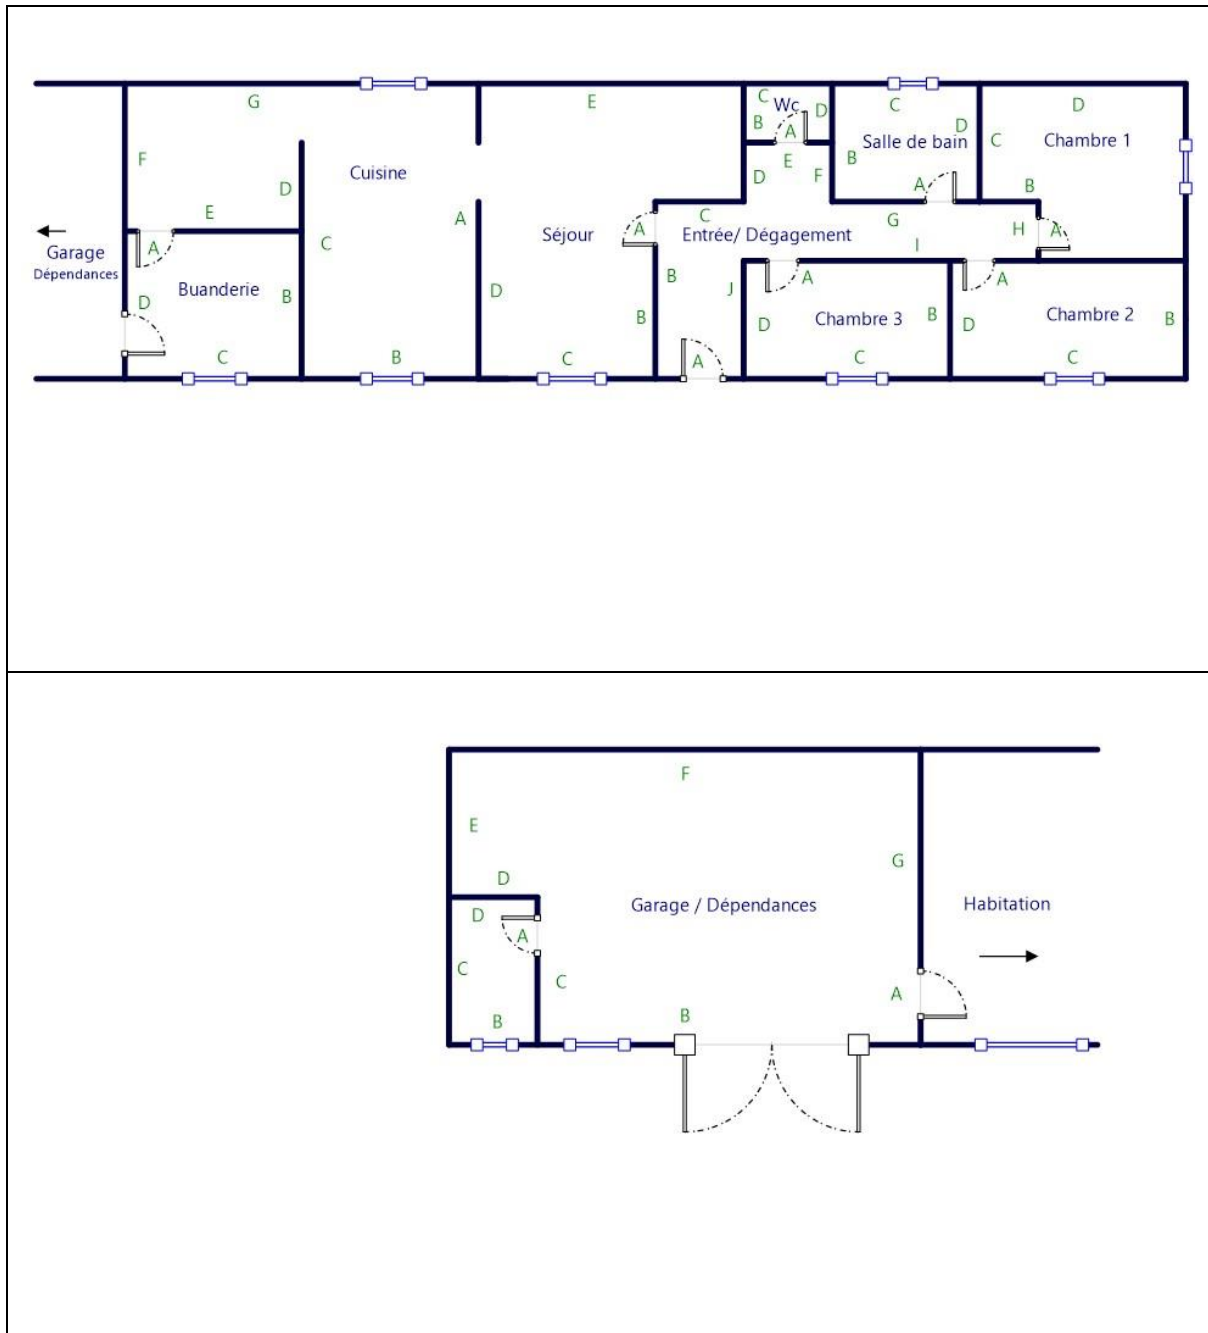 G
E
C
Wc
D
B
A
C
D
D
F
Cuisine
D
E
A
C
Séjour
E
D
F
C
A
Entrée/ Dégagement
Salle de bain
B
A
G
I
C
Chambre 1
B
H
A
Garage
Dépendances
A
Buanderie
D
B
C
B
D
B
C
B
J
A
A
D
Chambre 3
B
C
A
D
Chambre 2
B
C
F
E
D
G
D
A
C
C
B
Garage / Dépendances
B
A
Habitation